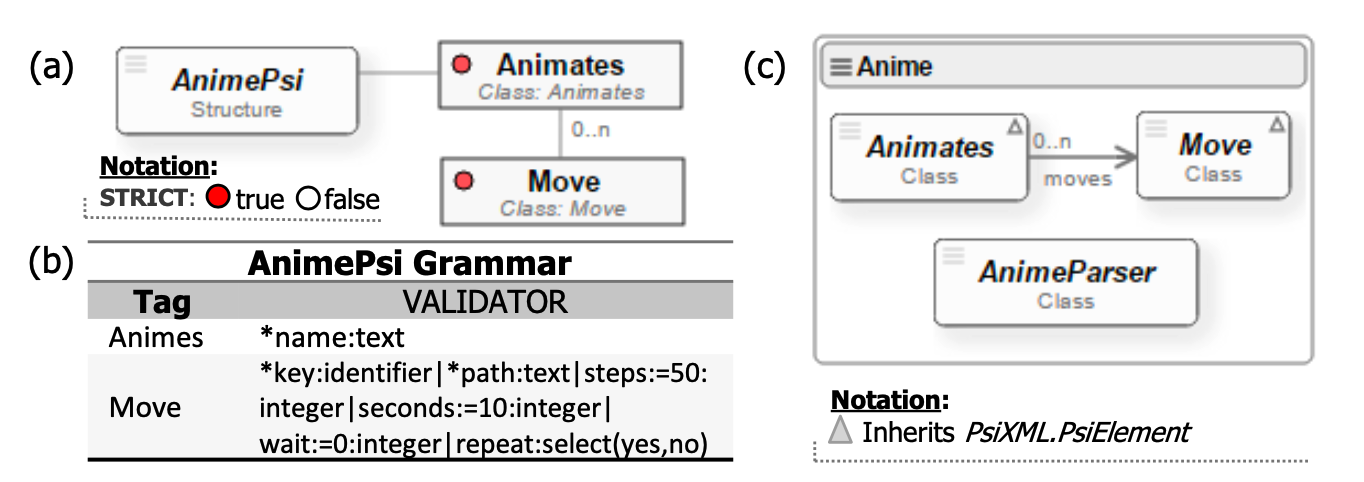 (a)
AnimePsi
Structure
Animates
Class: Animates
0..n
Move
Class: Move
Notation:
STRICT: true false
(b)
AnimePsi Grammar
Tag VALIDATOR
Animes *name:text
Move *key:identifier|*path:text|steps:=50:
integer|seconds:=10:integer|
wait:=0:integer|repeat:select(yes,no)
(c)
Anime
Animates
Class
0..n
moves
Move
Class
AnimeParser
Class
Notation:
Inherits PsiXML.PsiElement